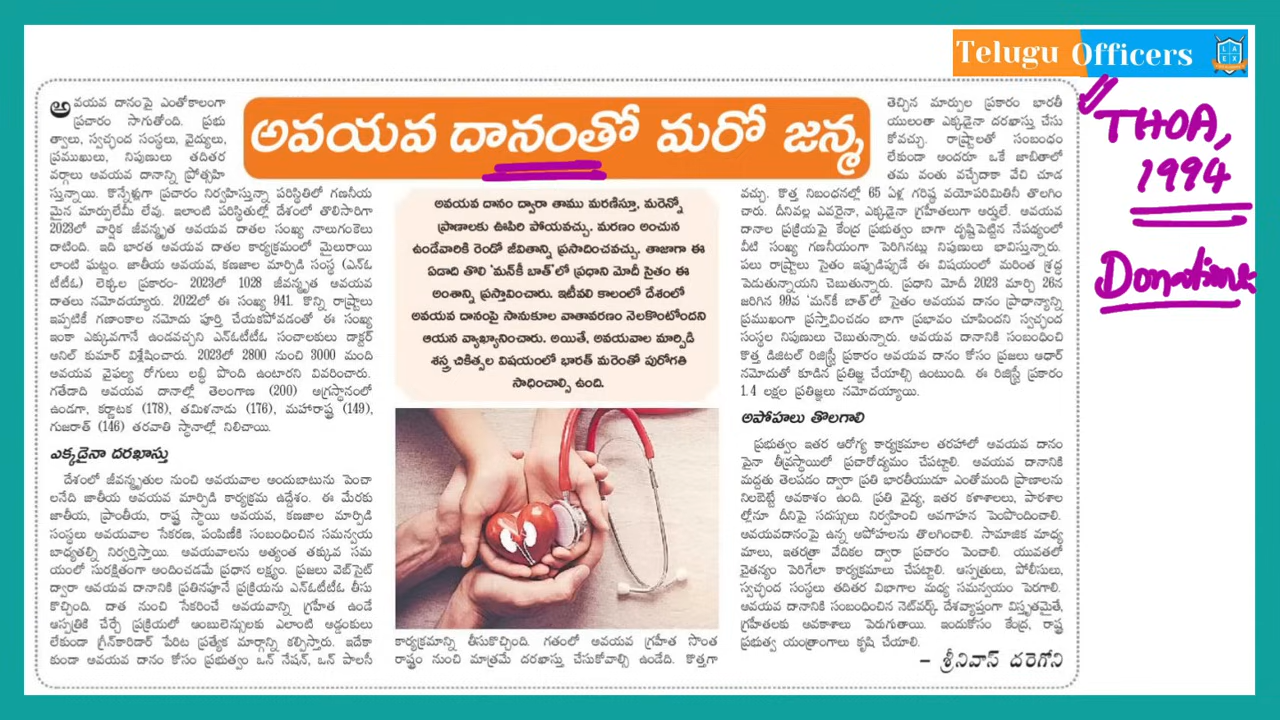 Telugu Officers
అవయవ దానంతో మరో జన్మ
అవయవ దానంపై ఎంతోకాలంగా
ప్రచారం సాగుతోంది. ప్రభు
త్వాలు, స్వచ్ఛంద సంస్థలు, వైద్యులు,
ప్రముఖులు, నిపుణులు తదితర
వర్గాలు అవయవ దానాన్ని ప్రోత్సహి
స్తున్నాయి. కొన్నేళ్లుగా ప్రచారం నిర్వహిస్తున్నా పరిస్థితిలో గణనీయ
మైన మార్పులేమీ లేవు. ఇలాంటి పరిస్థితుల్లో దేశంలో తొలిసారిగా
2023లో వార్షిక జీవన్మృత అవయవ దాతల సంఖ్య నాలుగంకెలు
దాటింది. ఇది భారత అవయవ దాతల కార్యక్రమంలో మైలురాయి
లాంటి ఘట్టం. జాతీయ అవయవ, కణజాల మార్పిడి సంస్థ (ఎన్ఓ
టీటీఓ) లెక్కల ప్రకారం- 2023లో 1028 జీవన్మృత అవయవ
దాతలు నమోదయ్యారు. 2022లో ఈ సంఖ్య 941. కొన్ని రాష్ట్రాలు
ఇప్పటికీ గణాంకాల నమోదు పూర్తి చేయకపోవడంతో ఈ సంఖ్య
ఇంకా ఎక్కువగానే ఉండవచ్చని ఎన్ఓటీటీఓ సంచాలకులు డాక్టర్
అనిల్ కుమార్ విశ్లేషించారు. 2023లో 2800 నుంచి 3000 మంది
అవయవ వైఫల్య రోగులు లబ్ధి పొంది ఉంటారని వివరించారు.
గతేడాది అవయవ దానాల్లో తెలంగాణ (200) అగ్రస్థానంలో
ఉండగా, కర్ణాటక (178), తమిళనాడు (176), మహారాష్ట్ర (149),
గుజరాత్ (146) తరవాతి స్థానాల్లో నిలిచాయి.
ఎక్కడైనా దరఖాస్తు
దేశంలో జీవన్మృతుల నుంచి అవయవాల అందుబాటును పెంచా
లనేది జాతీయ అవయవ మార్పిడి కార్యక్రమ ఉద్దేశం. ఈ మేరకు
జాతీయ, ప్రాంతీయ, రాష్ట్ర స్థాయి అవయవ, కణజాల మార్పిడి
సంస్థలు అవయవాల సేకరణ, పంపిణీకి సంబంధించిన సమన్వయ
బాధ్యతల్ని నిర్వర్తిస్తాయి. అవయవాలను అత్యంత తక్కువ సమ
యంలో సురక్షితంగా అందించడమే ప్రధాన లక్ష్యం. ప్రజలు వెబ్‌సైట్
ద్వారా అవయవ దానానికి ప్రతినపూనే ప్రక్రియను ఎన్ఓటీటీఓ తీసు
కొచ్చింది. దాత నుంచి సేకరించే అవయవాన్ని గ్రహీత ఉండే
ఆస్పత్రికి చేర్చే ప్రక్రియలో ఆంబులెన్సులకు ఎలాంటి అడ్డంకులు
లేకుండా గ్రీన్‌కారిడార్ పేరిట ప్రత్యేక మార్గాన్ని కల్పిస్తారు. ఇదేకా
కుండా అవయవ దానం కోసం ప్రభుత్వం ఒన్ నేషన్, ఒన్ పాలసీ
అవయవ దానం ద్వారా తాము మరణిస్తూ, మరెన్నో
ప్రాణాలకు ఊపిరి పోయవచ్చు. మరణం అంచున
ఉండేవారికి రెండో జీవితాన్ని ప్రసాదించవచ్చు. తాజాగా ఈ
ఏడాది తొలి 'మన్‌కీ బాత్'లో ప్రధాని మోదీ సైతం ఈ
అంశాన్ని ప్రస్తావించారు. ఇటీవలి కాలంలో దేశంలో
అవయవ దానంపై సానుకూల వాతావరణం నెలకొంటోందని
ఆయన వ్యాఖ్యానించారు. అయితే, అవయవాల మార్పిడి
శస్త్ర చికిత్సల విషయంలో భారత్ మరెంతో పురోగతి
సాధించాల్సి ఉంది.
కార్యక్రమాన్ని తీసుకొచ్చింది. గతంలో అవయవ గ్రహీత సొంత
రాష్ట్రం నుంచి మాత్రమే దరఖాస్తు చేసుకోవాల్సి ఉండేది. కొత్తగా
తెచ్చిన మార్పుల ప్రకారం భారతీ
యులంతా ఎక్కడైనా దరఖాస్తు చేసు
కోవచ్చు. రాష్ట్రాలతో సంబంధం
లేకుండా అందరూ ఒకే జాబితాలో
తమ వంతు వచ్చేదాకా వేచి చూడ
వచ్చు. కొత్త నిబంధనల్లో 65 ఏళ్ల గరిష్ఠ వయోపరిమితినీ తొలగిం
చారు. దీనివల్ల ఎవరైనా, ఎక్కడైనా గ్రహీతలుగా అర్హులే. అవయవ
దానాల ప్రక్రియపై కేంద్ర ప్రభుత్వం బాగా దృష్టిపెట్టిన నేపథ్యంలో
వీటి సంఖ్య గణనీయంగా పెరిగినట్లు నిపుణులు భావిస్తున్నారు.
పలు రాష్ట్రాలు సైతం ఇప్పుడిప్పుడే ఈ విషయంలో మరింత శ్రద్ధ
పెడుతున్నాయని చెబుతున్నారు. ప్రధాని మోదీ 2023 మార్చి 26న
జరిగిన 99వ 'మన్‌కీ బాత్'లో సైతం అవయవ దానం ప్రాధాన్యాన్ని
ప్రముఖంగా ప్రస్తావించడం బాగా ప్రభావం చూపిందని స్వచ్ఛంద
సంస్థల నిపుణులు చెబుతున్నారు. అవయవ దానానికి సంబంధించి
కొత్త డిజిటల్ రిజిస్ట్రీ ప్రకారం అవయవ దానం కోసం ప్రజలు ఆధార్
నమోదుతో కూడిన ప్రతిజ్ఞ చేయాల్సి ఉంటుంది. ఈ రిజిస్ట్రీ ప్రకారం
1.4 లక్షల ప్రతిజ్ఞలు నమోదయ్యాయి.
అపోహలు తొలగాలి
ప్రభుత్వం ఇతర ఆరోగ్య కార్యక్రమాల తరహాలో అవయవ దానం
పైనా తీవ్రస్థాయిలో ప్రచారోద్యమం చేపట్టాలి. అవయవ దానానికి
మద్దతు తెలపడం ద్వారా ప్రతి భారతీయుడూ ఎంతోమంది ప్రాణాలను
నిలబెట్టే అవకాశం ఉంది. ప్రతి వైద్య, ఇతర కళాశాలలు, పాఠశా
లల్లోనూ దీనిపై సదస్సులు నిర్వహించి అవగాహన పెంపొందించాలి.
అవయవదానంపై ఉన్న అపోహలను తొలగించాలి. సామాజిక మాధ్య
మాలు, ఇతరత్రా వేదికల ద్వారా ప్రచారం పెంచాలి. యువతలో
చైతన్యం పెరిగేలా కార్యక్రమాలు చేపట్టాలి. ఆస్పత్రులు, పోలీసులు,
స్వచ్ఛంద సంస్థలు తదితర విభాగాల మధ్య సమన్వయం పెరగాలి.
అవయవ దానానికి సంబంధించిన నెట్‌వర్క్ దేశవ్యాప్తంగా విస్తృతమైతే,
గ్రహీతలకు అవకాశాలు పెరుగుతాయి. ఇందుకోసం కేంద్ర, రాష్ట్ర
ప్రభుత్వ యంత్రాంగాలు కృషి చేయాలి.
– శ్రీనివాస్ దరెగోని
THOA,
1994
Donations